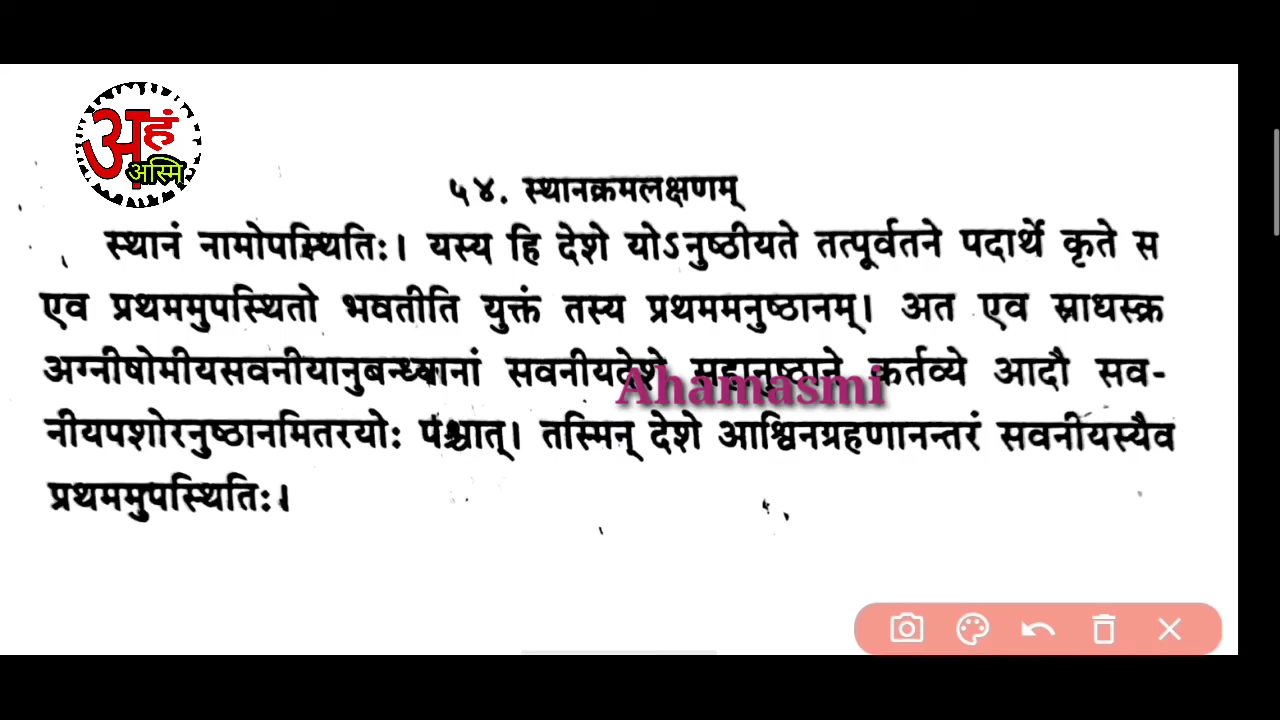 अहं
अस्मि
५४. स्थानक्रमलक्षणम्
स्थानं नामोपस्थितिः। यस्य हि देशे योऽनुष्ठीयते तत्पूर्वतने पदार्थे कृते स
एव प्रथममुपस्थितो भवतीति युक्तं तस्य प्रथममनुष्ठानम्। अत एव साधस्क्र
अग्नीषोमीयसवनीयानुबन्ध्यानां सवनीयदेशे सहानुष्ठाने कर्तव्ये आदौ सव-
Ahamasmi
नीयपशोरनुष्ठानमितरयोः पश्चात्। तस्मिन् देशे आश्विनग्रहणानन्तरं सवनीयस्यैव
प्रथममुपस्थितिः।